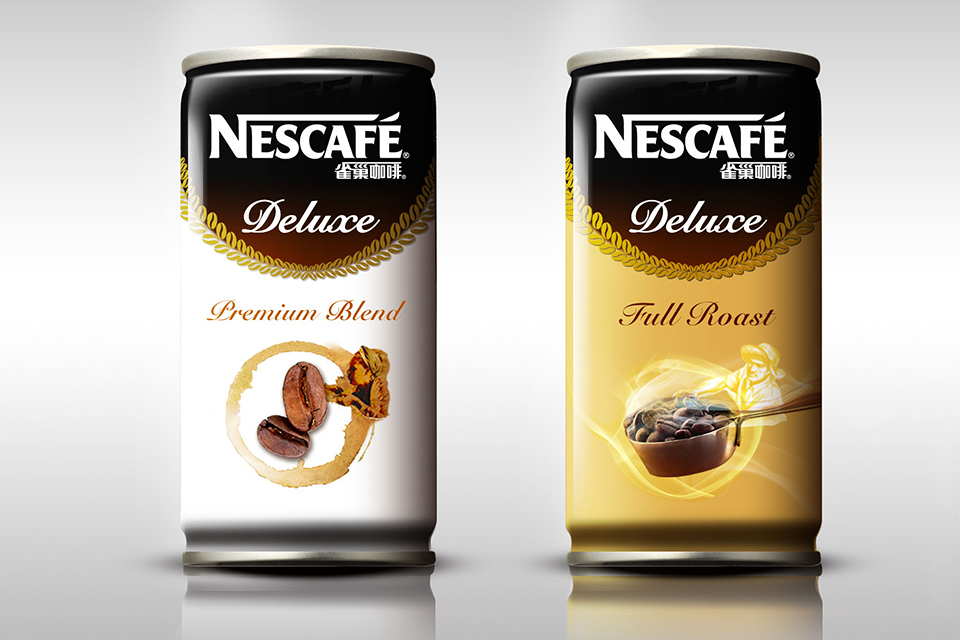 NESCAFÉ®
雀巢咖啡®
Deluxe
Premium Blend
NESCAFÉ®
雀巢咖啡®
Deluxe
Full Roast